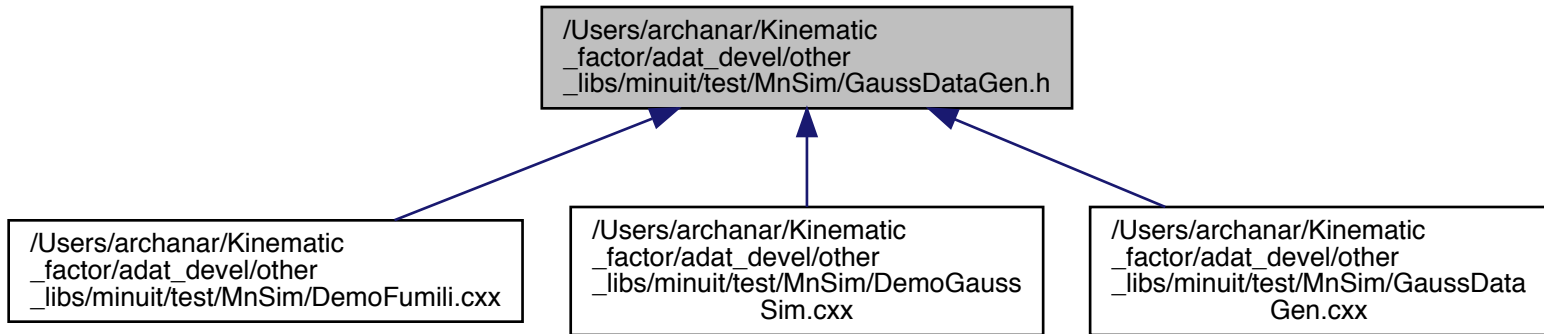 /Users/archanar/Kinematic
_factor/adat_devel/other
_libs/minuit/test/MnSim/GaussDataGen.h
/Users/archanar/Kinematic
_factor/adat_devel/other
_libs/minuit/test/MnSim/DemoFumili.cxx
/Users/archanar/Kinematic
_factor/adat_devel/other
_libs/minuit/test/MnSim/DemoGauss
Sim.cxx
/Users/archanar/Kinematic
_factor/adat_devel/other
_libs/minuit/test/MnSim/GaussData
Gen.cxx